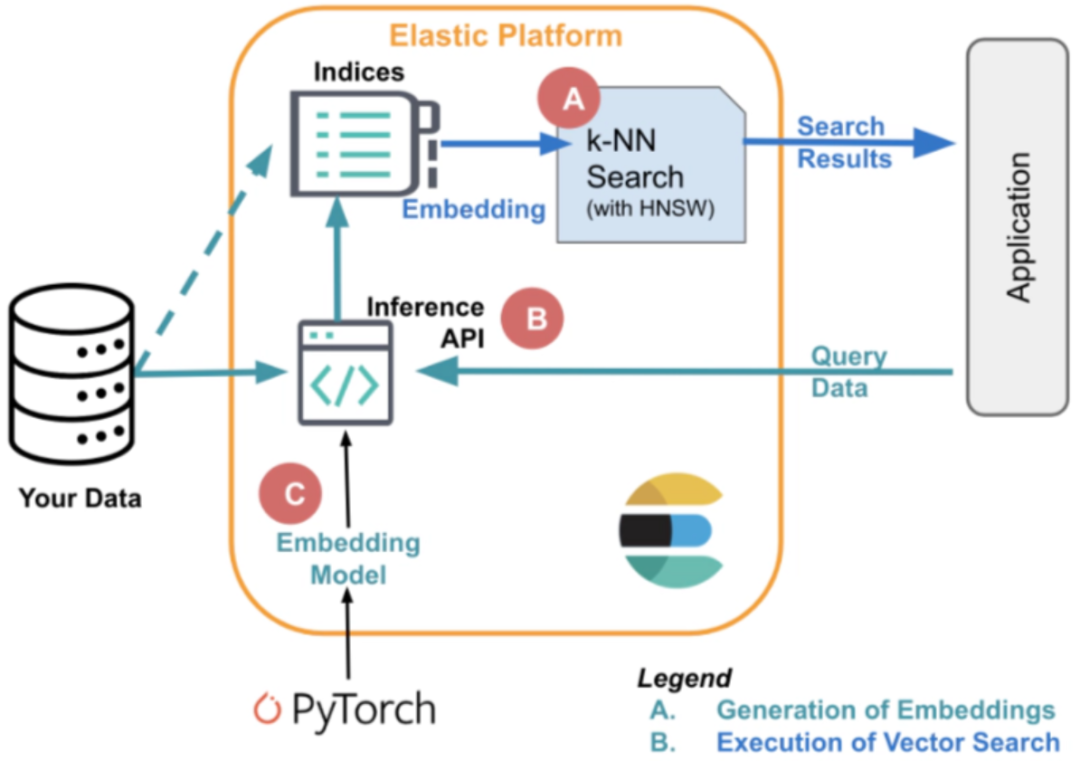 Elastic Platform
Indices
A
k-NN
Search
(with HNSW)
Embedding
Search
Results
Application
Inference
API
B
Query
Data
</>
Your Data
C
Embedding
Model
PyTorch
Legend
A. Generation of Embeddings
B. Execution of Vector Search